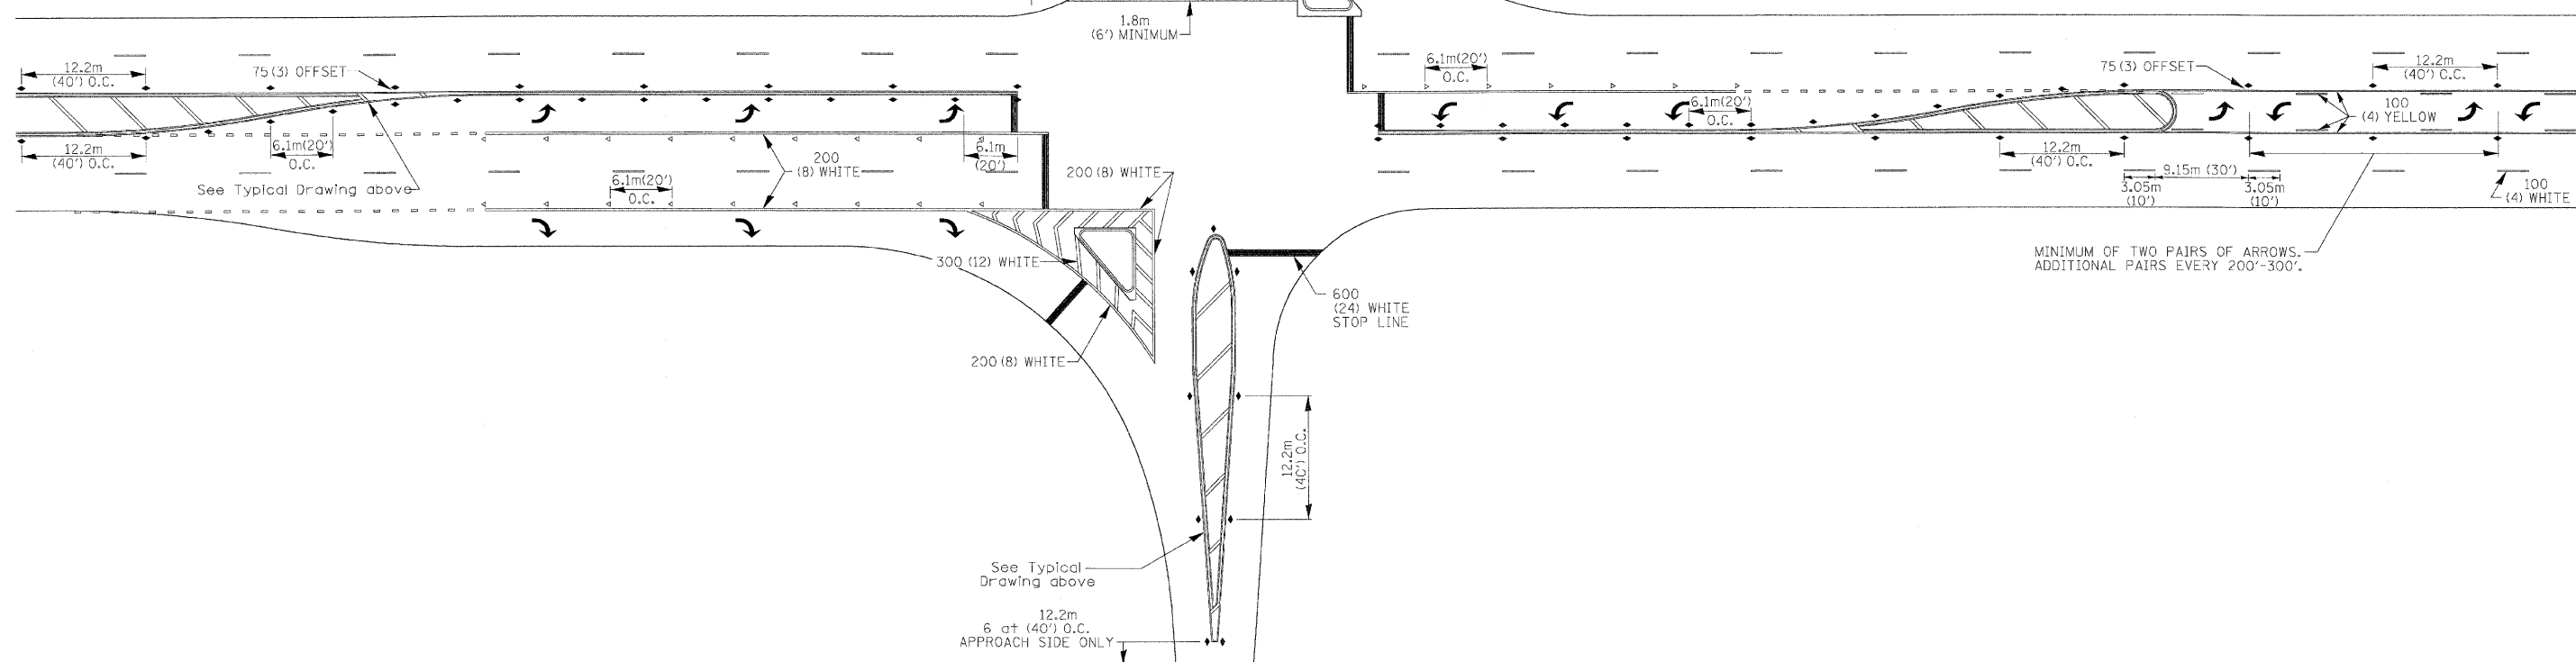 1.8m
(6') MINIMUM
12.2m
(40') O.C.
75 (3) OFFSET
6.1m(20')
O.C.
75 (3) OFFSET
12.2m
(40') O.C.
6.1m(20')
O.C.
100
(4) YELLOW
12.2m
(40') O.C.
6.1m(20')
O.C.
See Typical Drawing above
200
(8) WHITE
6.1m
(20')
6.1m(20')
O.C.
200 (8) WHITE
12.2m
(40') O.C.
9.15m (30')
3.05m
(10')
3.05m
(10')
100
(4) WHITE
300 (12) WHITE
200 (8) WHITE
600
(24) WHITE
STOP LINE
MINIMUM OF TWO PAIRS OF ARROWS.
ADDITIONAL PAIRS EVERY 200'-300'.
12.2m
(40') O.C.
See Typical
Drawing above
12.2m
6 at (40') O.C.
APPROACH SIDE ONLY